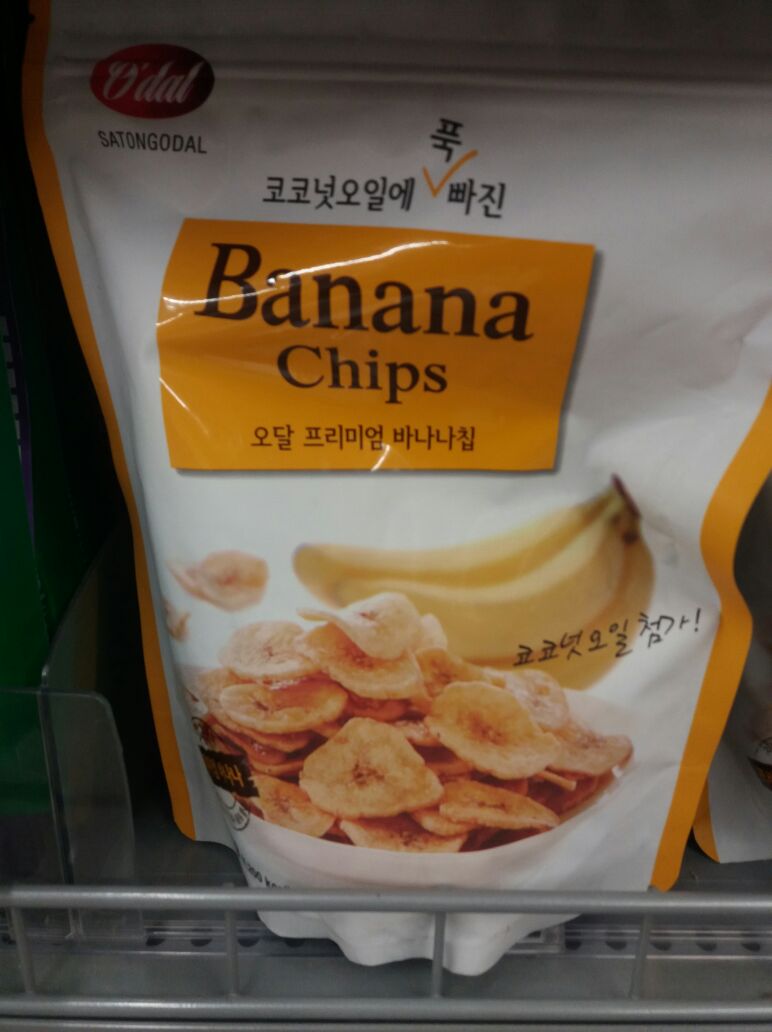 O'dal
SATONGODAL
푹
코코넛오일에 빠진
Banana
Chips
오달 프리미엄 바나나칩
코코넛오일 첨가!